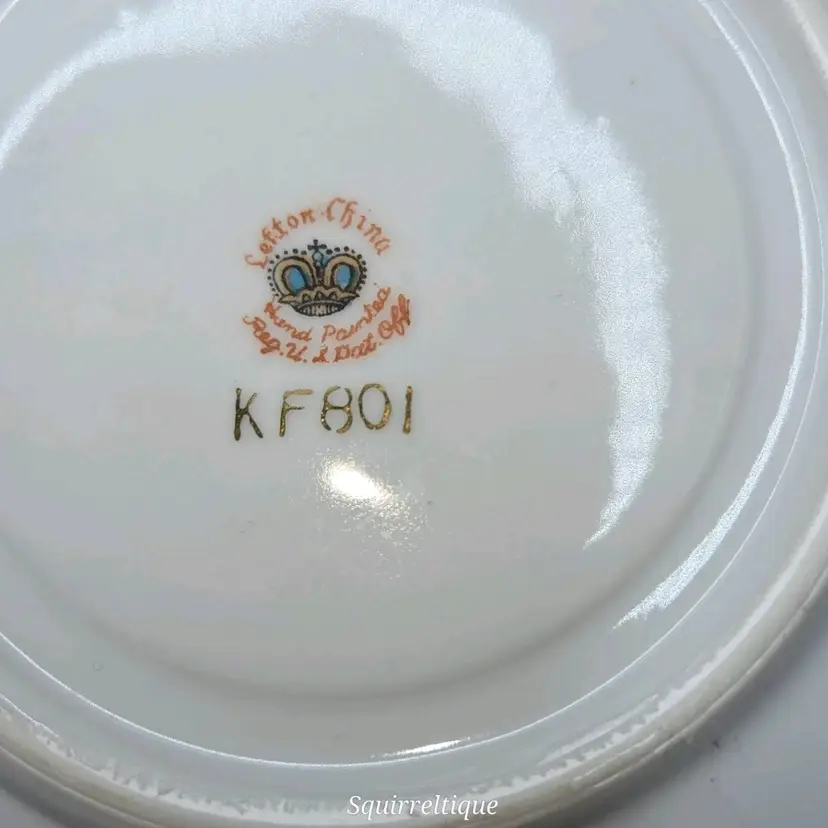 Lefton China
Hand Painted
Reg. U. S. Pat. Off
KF801
Squirreltique